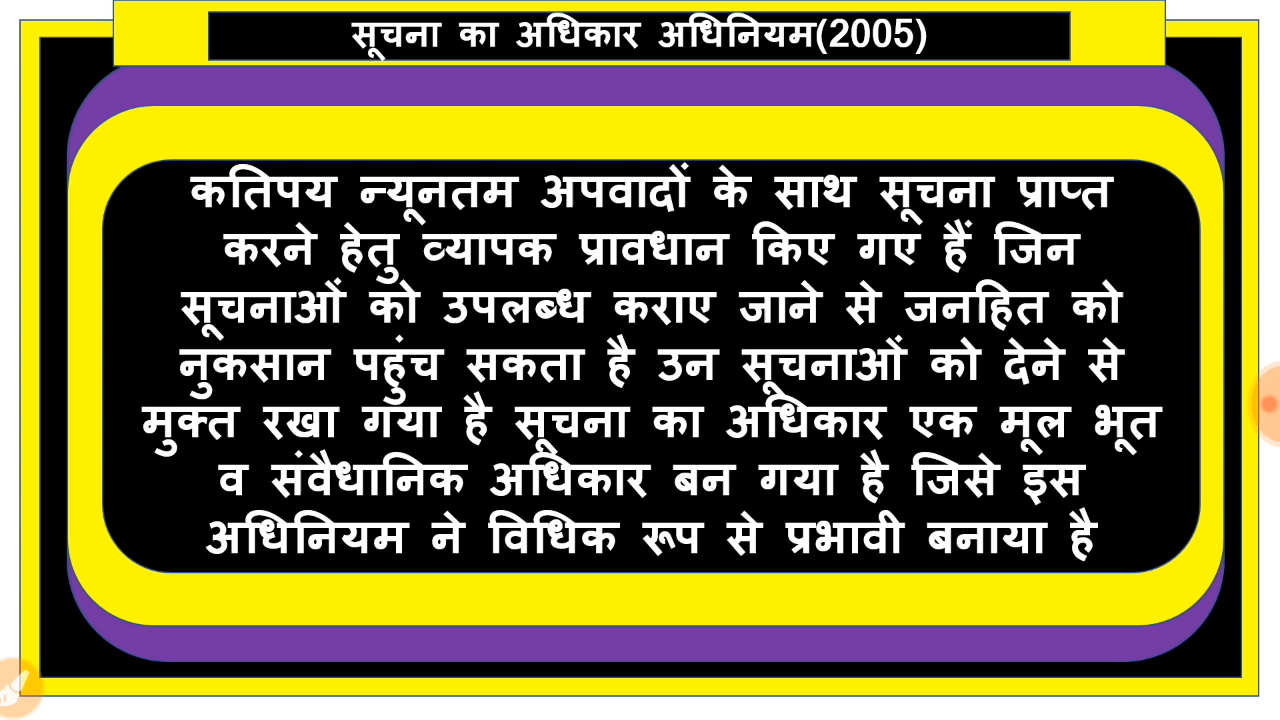 सूचना का अधिकार अधिनियम(2005)
कतिपय न्यूनतम अपवादों के साथ सूचना प्राप्त
करने हेतु व्यापक प्रावधान किए गए हैं जिन
सूचनाओं को उपलब्ध कराए जाने से जनहित को
नुकसान पहुंच सकता है उन सूचनाओं को देने से
मुक्त रखा गया है सूचना का अधिकार एक मूल भूत
व संवैधानिक अधिकार बन गया है जिसे इस
अधिनियम ने विधिक रूप से प्रभावी बनाया है